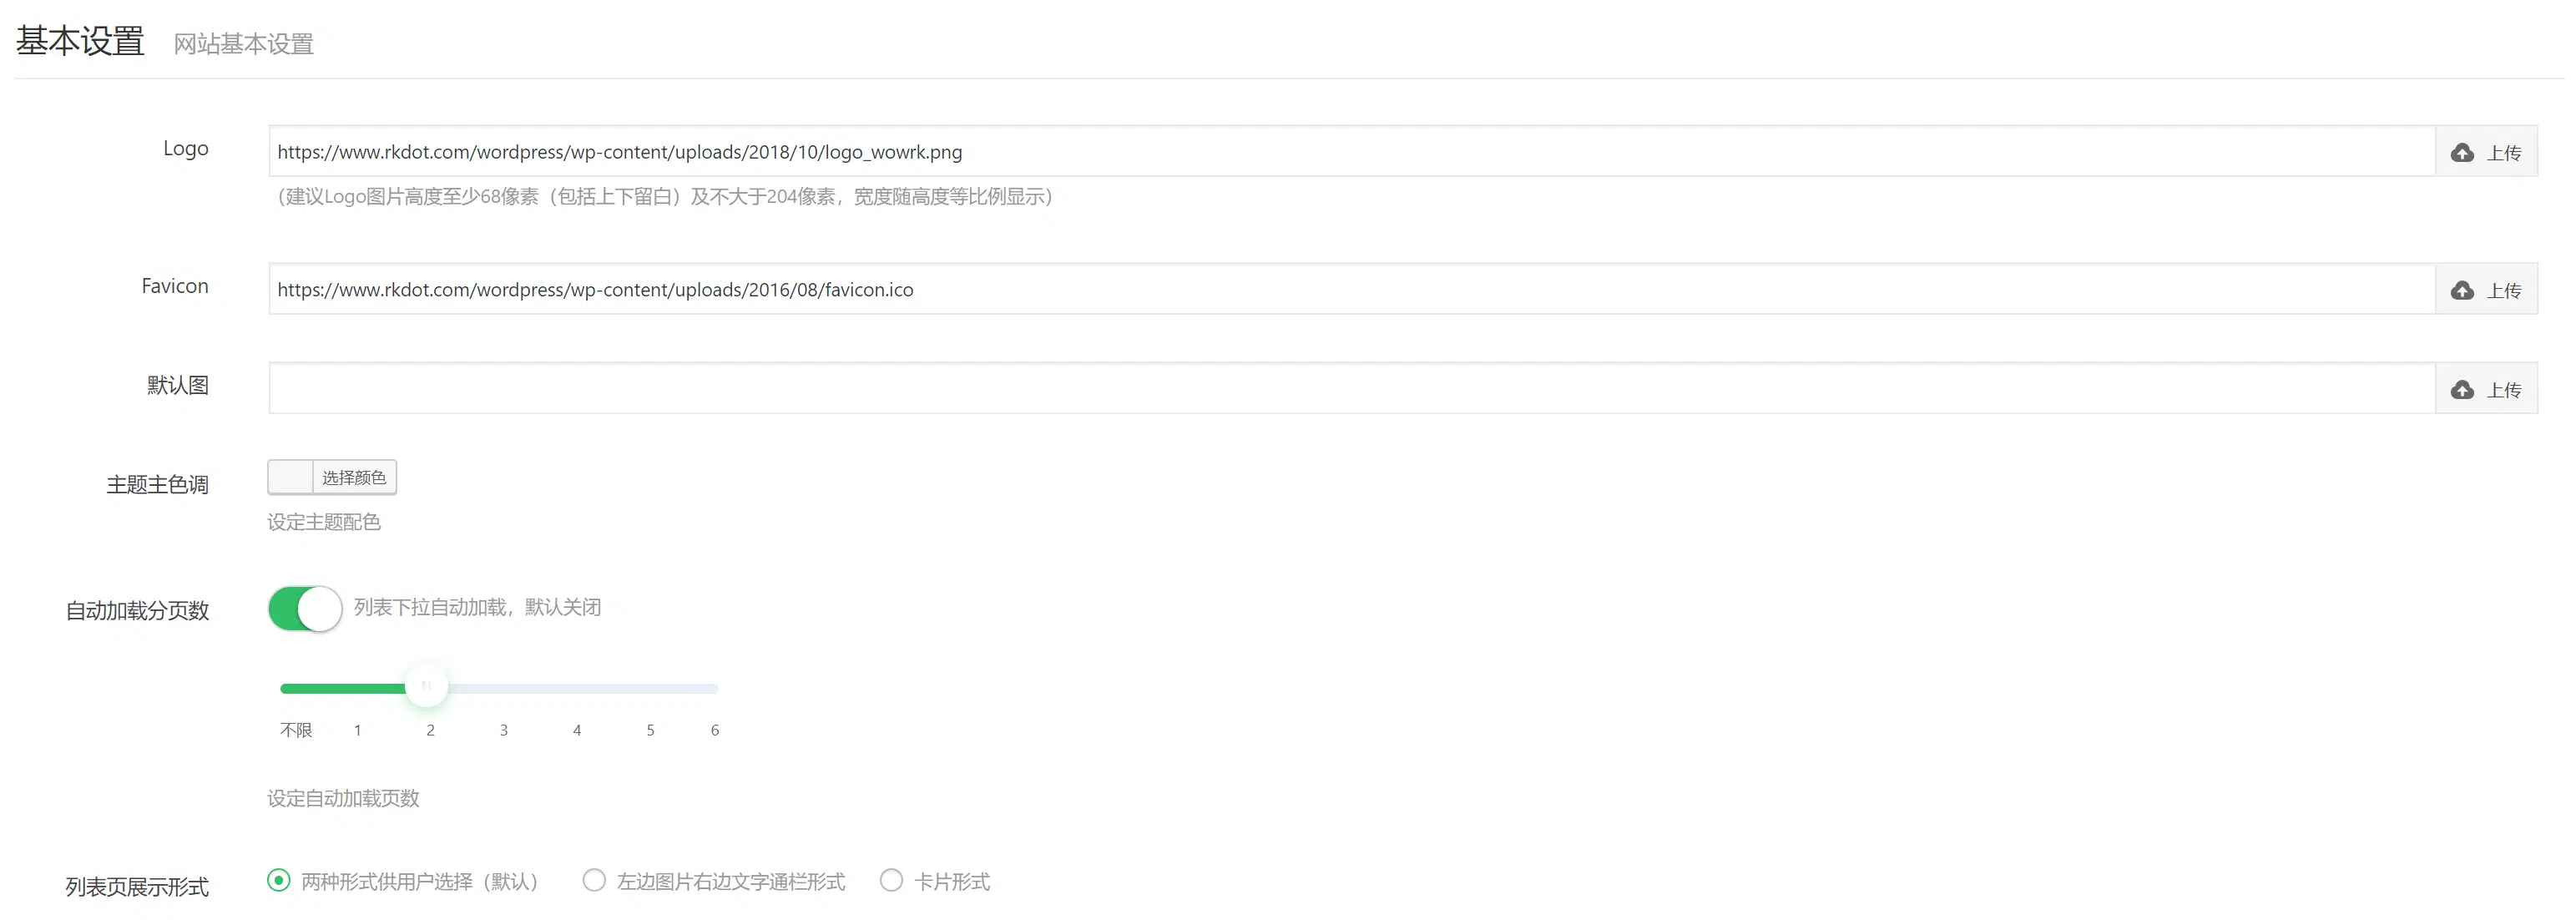 基本设置 网站基本设置
Logo https://www.rkdot.com/wordpress/wp-content/uploads/2018/10/logo_wowrk.png 上传
（建议Logo图片高度至少68像素（包括上下留白）及不大于204像素，宽度随高度等比例显示）
Favicon https://www.rkdot.com/wordpress/wp-content/uploads/2016/08/favicon.ico 上传
默认图 上传
主题主色调 选择颜色
设定主题配色
自动加载分页数 列表下拉自动加载，默认关闭
不限 1 2 3 4 5 6
设定自动加载页数
列表页展示形式 两种形式供用户选择（默认） 左边图片右边文字通栏形式 卡片形式